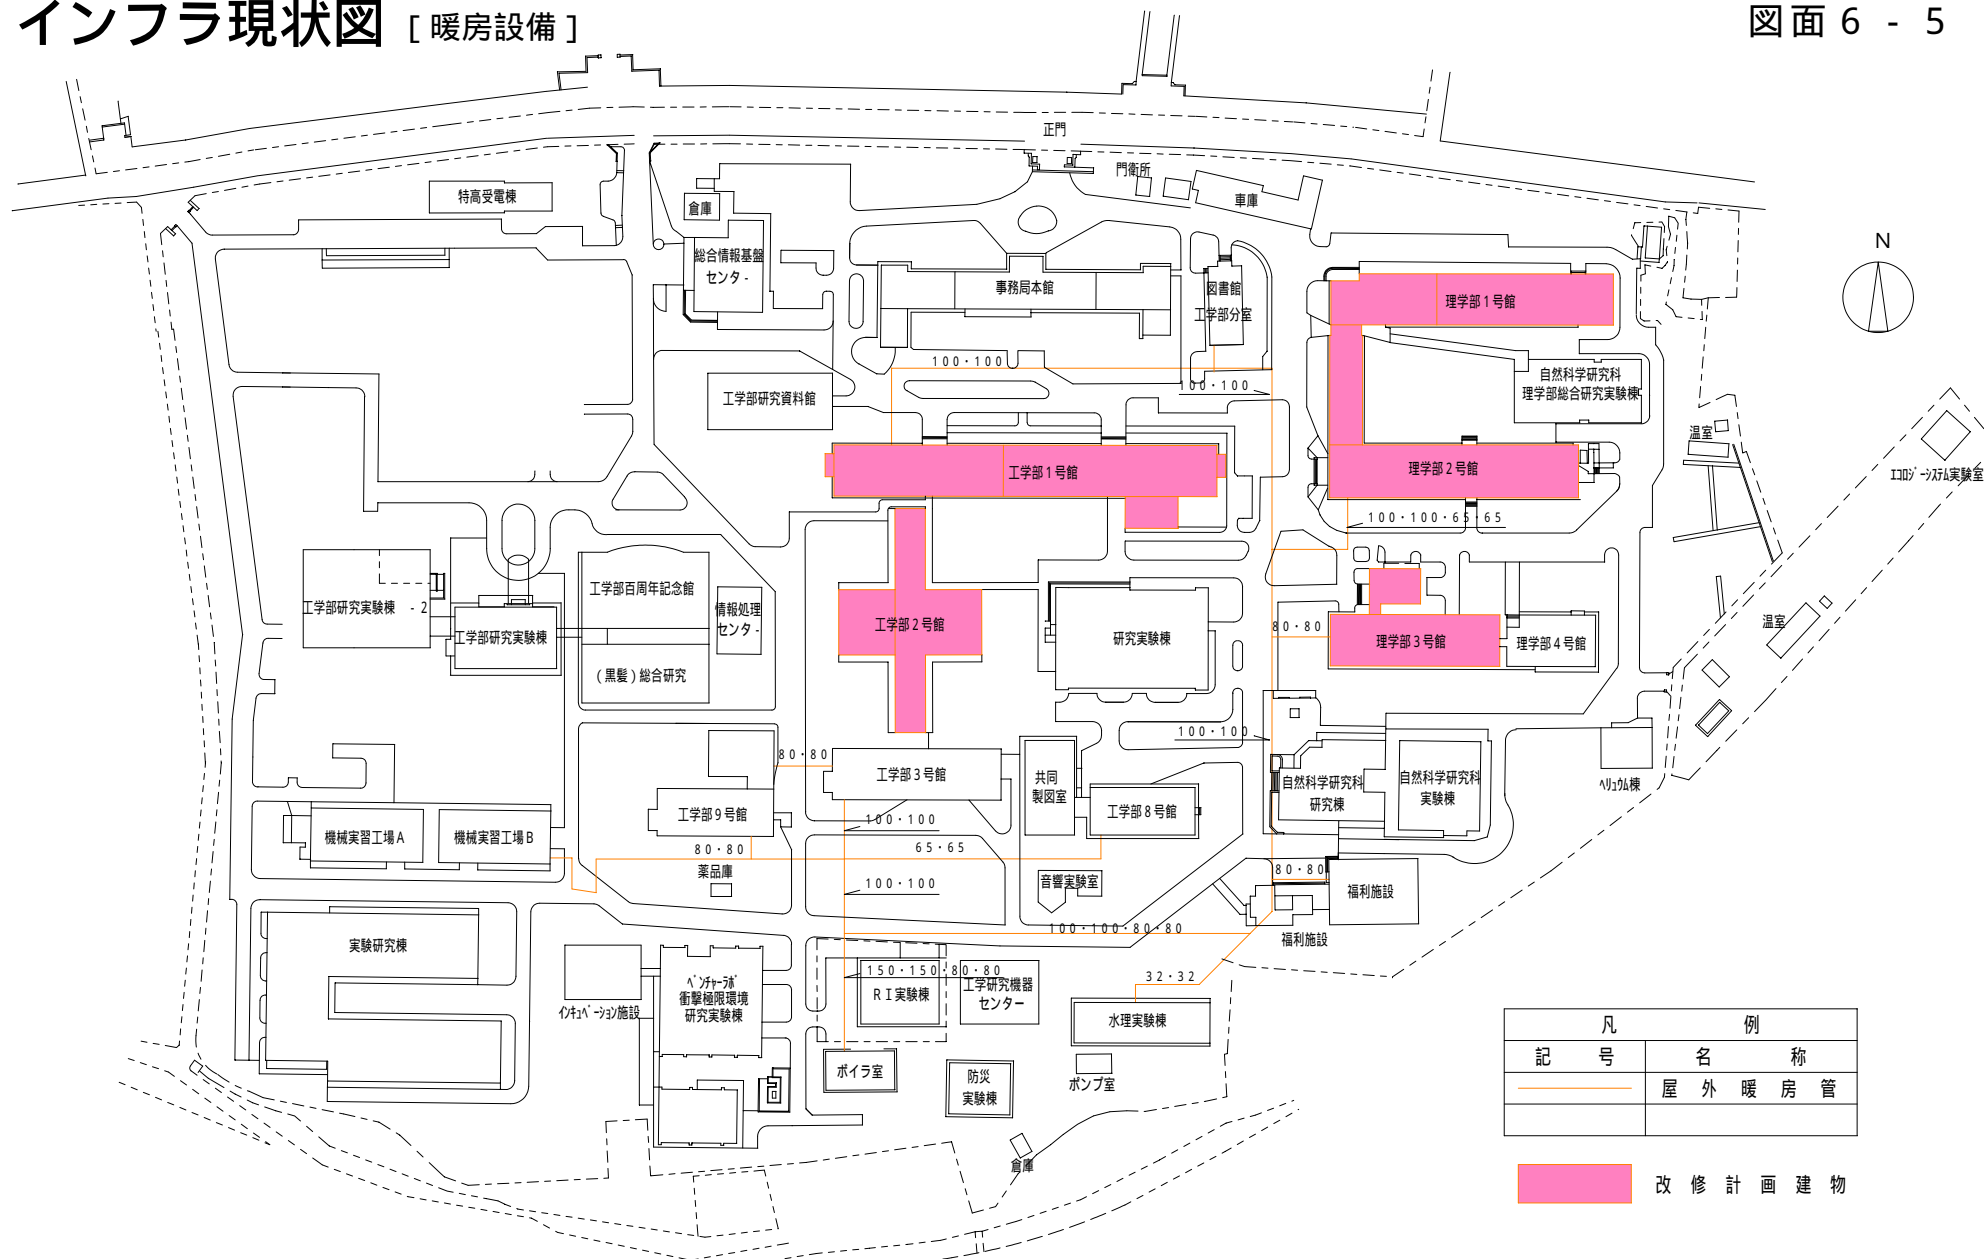 インフラ現状図 [ 暖房設備 ]
図面 6 - 5
正門
門衛所
車庫
特高受電棟
倉庫
総合情報基盤
センタ-
事務局本館
図書館
工学部分室
理学部1号館
N
100・100
100・100
工学部研究資料館
自然科学研究科
理学部総合研究実験棟
温室
エコロジーシステム実験室
工学部1号館
理学部2号館
100・100・65・65
工学部研究実験棟 - 2
工学部研究実験棟
工学部百周年記念館
(黒髪)総合研究
情報処理
センタ-
工学部2号館
研究実験棟
80・80
理学部3号館
理学部4号館
温室
100・100
80・80
工学部3号館
共同
製図室
工学部8号館
自然科学研究科
研究棟
自然科学研究科
実験棟
ヘリュウム棟
機械実習工場A
機械実習工場B
工学部9号館
100・100
80・80
65・65
薬品庫
100・100
音響実験室
80・80
福利施設
福利施設
100・100・80・80
実験研究棟
インキュベーション施設
ベンチャーラボ
衝撃極限環境
研究実験棟
150・150・80・80
RI実験棟
工学研究機器
センター
32・32
水理実験棟
ボイラ室
防災
実験棟
ポンプ室
倉庫
凡 例
記 号 名 称
屋外暖房管
改修計画建物